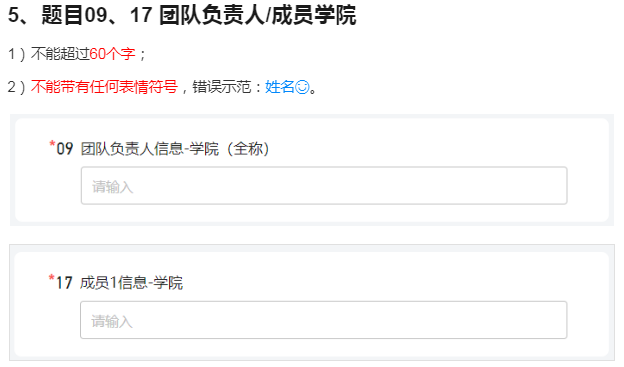 5、题目09、17 团队负责人/成员学院
1）不能超过60个字；
2）不能带有任何表情符号，错误示范：姓名☺。
*09 团队负责人信息-学院（全称）
请输入
*17 成员1信息-学院
请输入